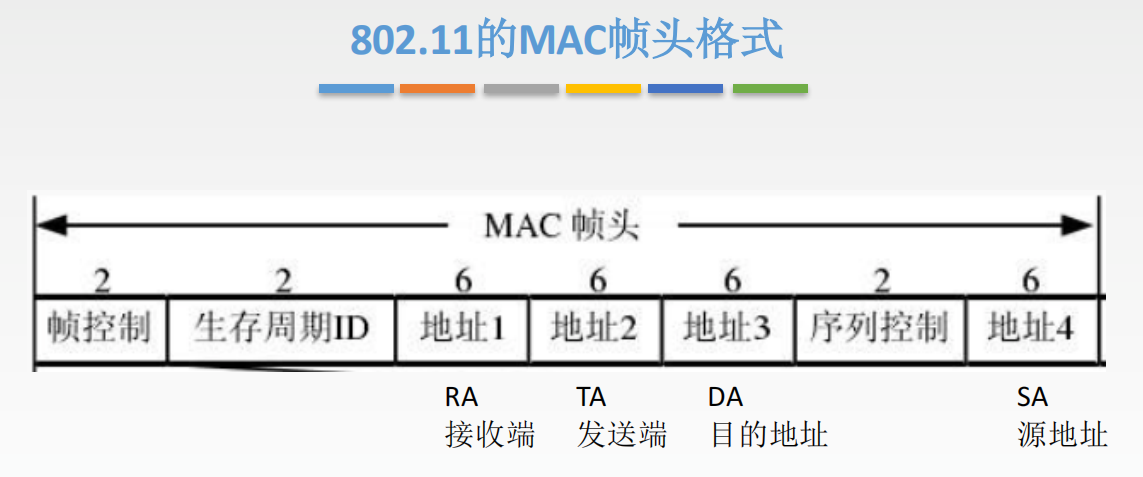 802.11的MAC帧头格式
MAC 帧头
2 2 6 6 6 2 6
帧控制 生存周期ID 地址1 地址2 地址3 序列控制 地址4
RA TA DA SA
接收端 发送端 目的地址 源地址